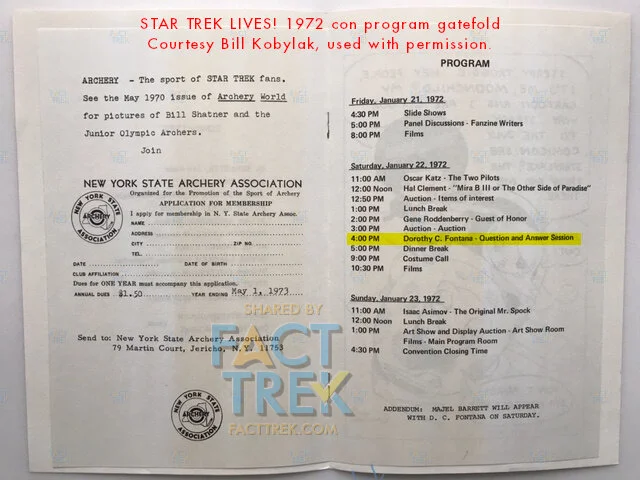 STAR TREK LIVES! 1972 con program gatefold
Courtesy Bill Kobylak, used with permission.
ARCHERY - The sport of STAR TREK fans.
See the May 1970 issue of Archery World
for pictures of Bill Shatner and the
Junior Olympic Archers.
Join
NEW YORK STATE ARCHERY ASSOCIATION
Organized for the Promotion of the Sport of Archery
APPLICATION FOR MEMBERSHIP
I apply for membership in N. Y. State Archery Assoc.
NAME
ADDRESS
CITY ZIP NO.
TEL.
DATE DATE OF BIRTH
CLUB AFFILIATION
Dues for ONE YEAR must accompany this application.
ANNUAL DUES $1.50 YEAR ENDING May 1, 1973
NEW YORK STATE
ARCHERY
ASSOCIATION
Send to: New York State Archery Association
79 Martin Court, Jericho, N. Y. 11753
NEW YORK STATE
ARCHERY
ASSOCIATION
PROGRAM
Friday, January 21, 1972
4:30 PM Slide Shows
5:00 PM Panel Discussions - Fanzine Writers
8:00 PM Films
Saturday, January 22, 1972
11:00 AM Oscar Katz - The Two Pilots
12:00 Noon Hal Clement - "Mira B III or The Other Side of Paradise"
12:50 PM Auction - Items of interest
1:00 PM Lunch Break
2:00 PM Gene Roddenberry - Guest of Honor
3:00 PM Auction - Auction
4:00 PM Dorothy C. Fontana - Question and Answer Session
5:00 PM Dinner Break
9:00 PM Costume Call
10:30 PM Films
Sunday, January 23, 1972
11:00 AM Isaac Asimov - The Original Mr. Spock
12:00 Noon Lunch Break
1:00 PM Art Show and Display Auction - Art Show Room
Films - Main Program Room
4:30 PM Convention Closing Time
ADDENDUM: MAJEL BARRETT WILL APPEAR
WITH D. C. FONTANA ON SATURDAY.
SHARED BY
FACT
TREK
FACTTREK.COM